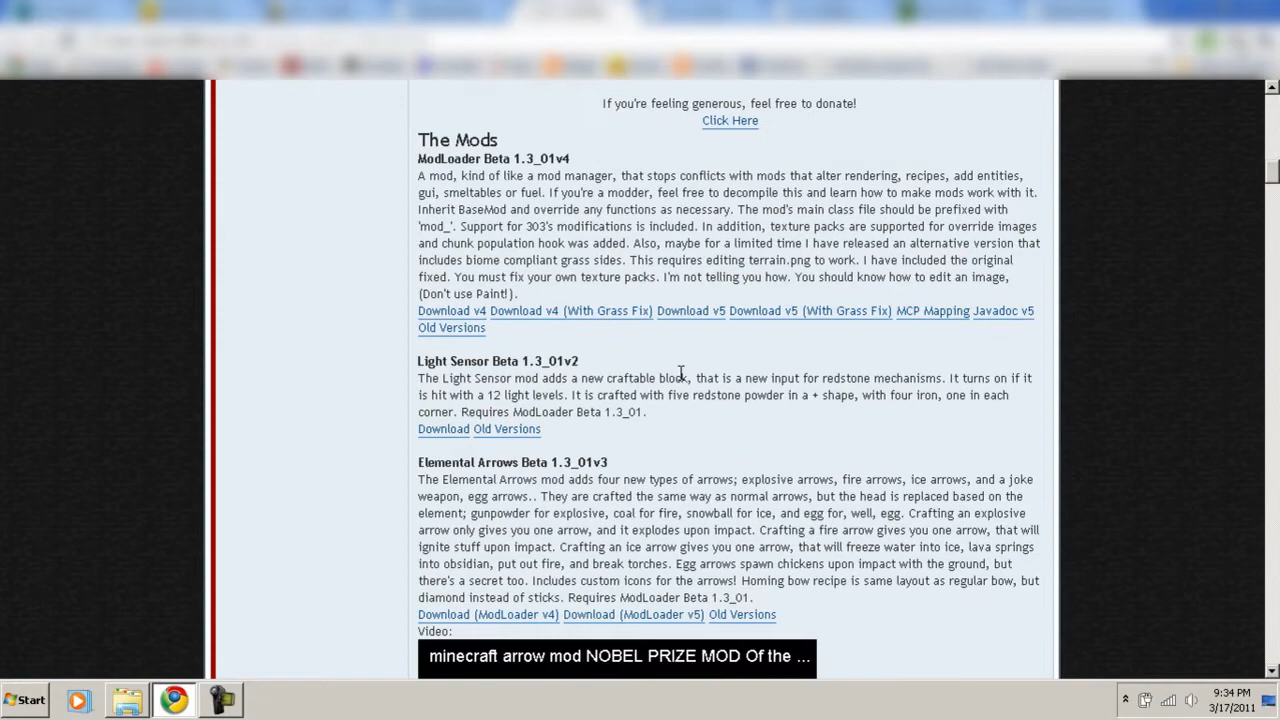 If you're feeling generous, feel free to donate!
Click Here
The Mods
ModLoader Beta 1.3_01v4
A mod, kind of like a mod manager, that stops conflicts with mods that alter rendering, recipes, add entities,
gui, smeltables or fuel. If you're a modder, feel free to decompile this and learn how to make mods work with it.
Inherit BaseMod and override any functions as necessary. The mod's main class file should be prefixed with
'mod_'. Support for 303's modifications is included. In addition, texture packs are supported for override images
and chunk population hook was added. Also, maybe for a limited time I have released an alternative version that
includes biome compliant grass sides. This requires editing terrain.png to work. I have included the original
fixed. You must fix your own texture packs. I'm not telling you how. You should know how to edit an image,
(Don't use Paint!).
Download v4 Download v4 (With Grass Fix) Download v5 Download v5 (With Grass Fix) MCP Mapping Javadoc v5
Old Versions
Light Sensor Beta 1.3_01v2
The Light Sensor mod adds a new craftable block, that is a new input for redstone mechanisms. It turns on if it
is hit with a 12 light levels. It is crafted with five redstone powder in a + shape, with four iron, one in each
corner. Requires ModLoader Beta 1.3_01.
Download Old Versions
Elemental Arrows Beta 1.3_01v3
The Elemental Arrows mod adds four new types of arrows; explosive arrows, fire arrows, ice arrows, and a joke
weapon, egg arrows.. They are crafted the same way as normal arrows, but the head is replaced based on the
element; gunpowder for explosive, coal for fire, snowball for ice, and egg for, well, egg. Crafting an explosive
arrow only gives you one arrow, and it explodes upon impact. Crafting a fire arrow gives you one arrow, that will
ignite stuff upon impact. Crafting an ice arrow gives you one arrow, that will freeze water into ice, lava springs
into obsidian, put out fire, and break torches. Egg arrows spawn chickens upon impact with the ground, but
there's a secret too. Includes custom icons for the arrows! Homing bow recipe is same layout as regular bow, but
diamond instead of sticks. Requires ModLoader Beta 1.3_01.
Download (ModLoader v4) Download (ModLoader v5) Old Versions
Video:
minecraft arrow mod NOBEL PRIZE MOD Of the ...
Start
9:34 PM
3/17/2011